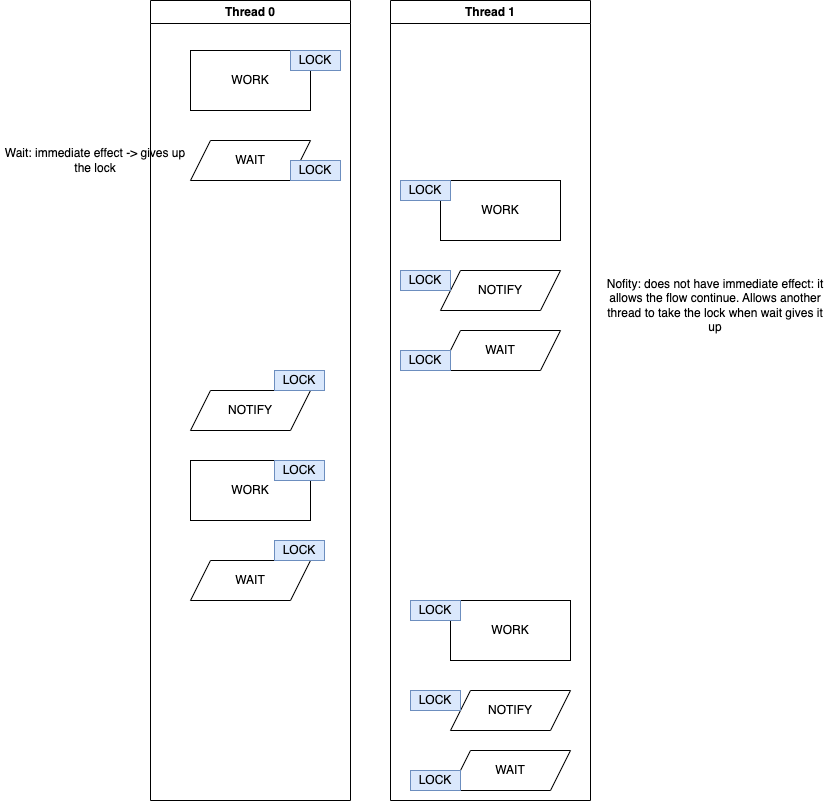 Thread 0
Thread 1
LOCK
WORK
Wait: immediate effect -> gives up
the lock
WAIT
LOCK
LOCK
WORK
LOCK
NOTIFY
Nofity: does not have immediate effect: it
allows the flow continue. Allows another
thread to take the lock when wait gives it
up
WAIT
LOCK
LOCK
NOTIFY
LOCK
WORK
LOCK
WAIT
LOCK
WORK
LOCK
NOTIFY
WAIT
LOCK